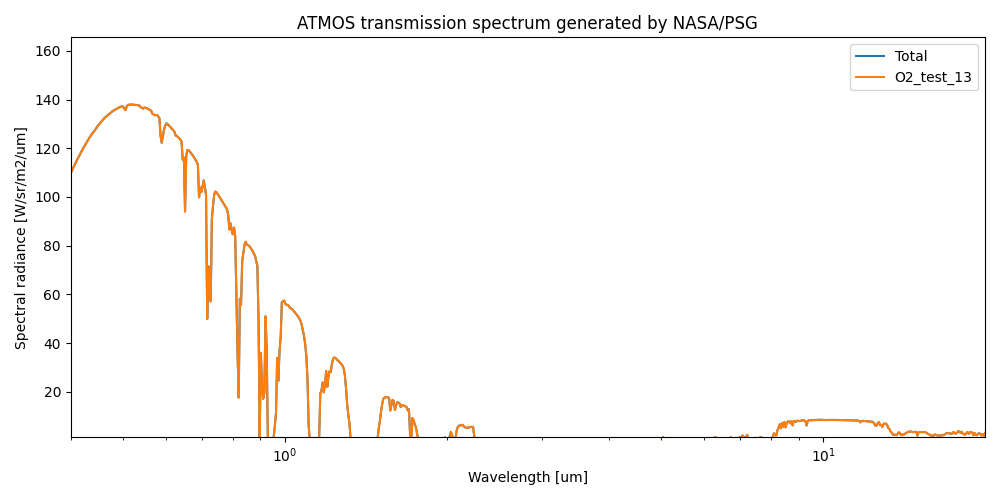 ATMOS transmission spectrum generated by NASA/PSG
Spectral radiance [W/sr/m2/um]
160
140
120
100
80
60
40
20
Total
O2_test_13
10⁰
10¹
Wavelength [um]